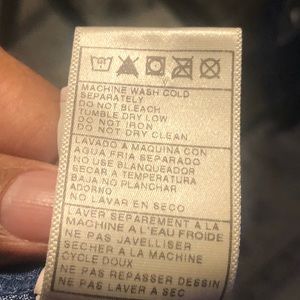 MACHINE WASH COLD
SEPARATELY
DO NOT BLEACH
TUMBLE DRY LOW
DO NOT IRON
DO NOT DRY CLEAN
LAVADO A MAQUINA CON
AGUA FRIA SEPARADO
NO USE BLANQUEADOR
SECAR A TEMPERATURA
BAJA NO PLANCHAR
ADORNO
NO LAVAR EN SECO
LAVER SEPAREMENT A LA
MACHINE A L'EAU FROIDE
NE PAS JAVELLISER
SECHER A LA MACHINE
CYCLE DOUX
NE PAS REPASSER DESSIN
NE PAS LAVER A SEC